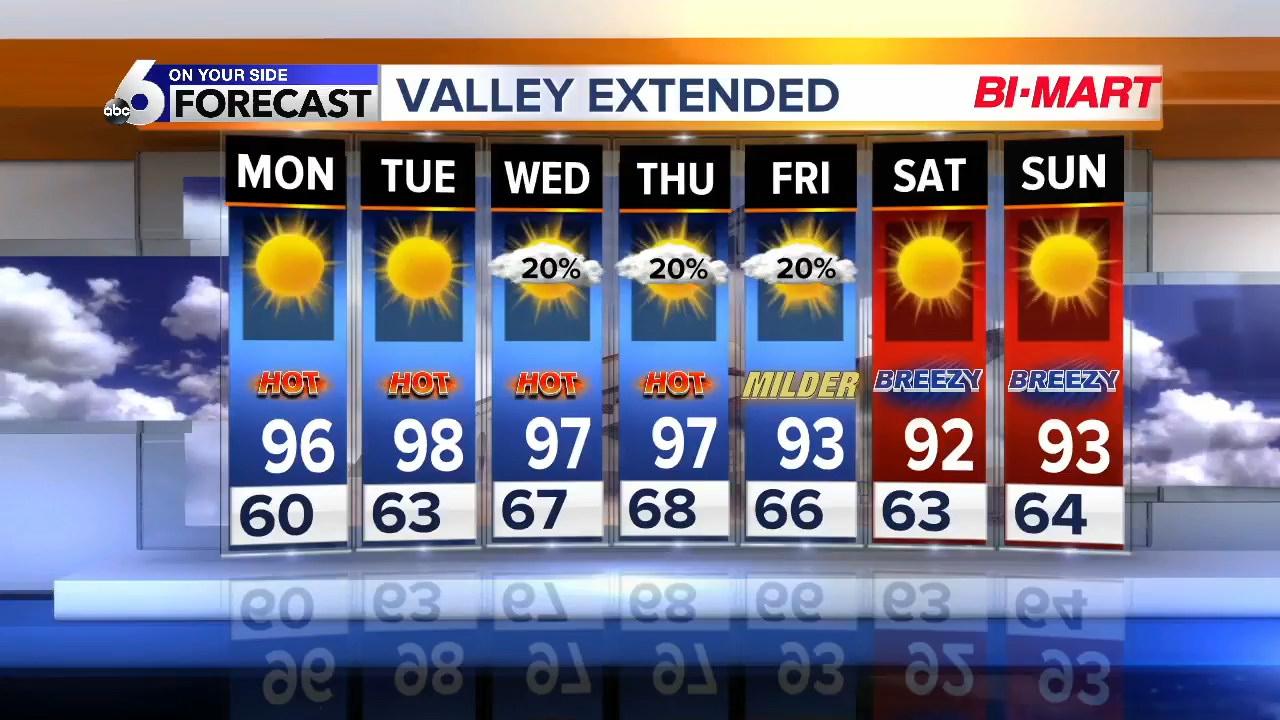 abc 6 ON YOUR SIDE
FORECAST
VALLEY EXTENDED
BI-MART
MON TUE WED THU FRI SAT SUN
20% 20% 20%
HOT HOT HOT HOT MILDER BREEZY BREEZY
96 98 97 97 93 92 93
60 63 67 68 66 63 64